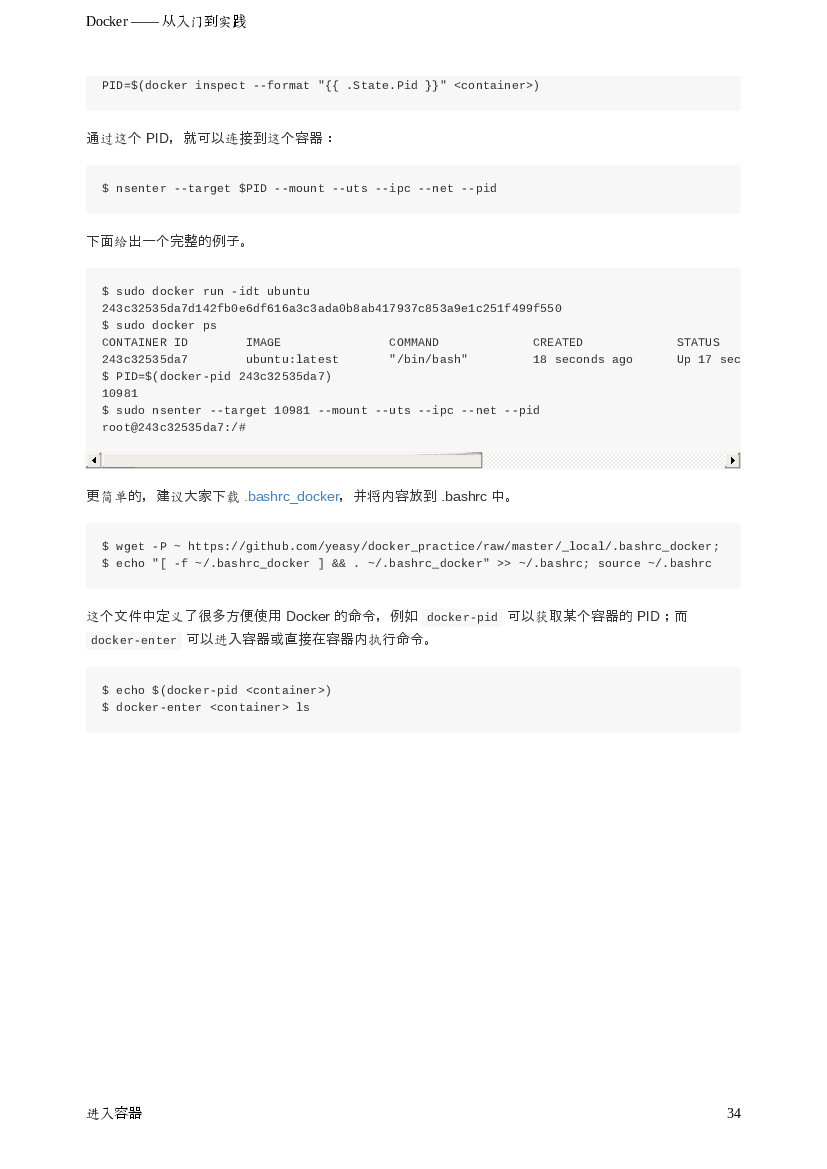 Docker —— 从入门到实践
PID=$(docker inspect --format "{{ .State.Pid }}" <container>)
通过这个 PID，就可以连接到这个容器：
$ nsenter --target $PID --mount --uts --ipc --net --pid
下面给出一个完整的例子。
$ sudo docker run -idt ubuntu
243c32535da7d142fb0e6df616a3c3ada0b8ab417937c853a9e1c251f499f550
$ sudo docker ps
CONTAINER ID        IMAGE               COMMAND             CREATED             STATUS
243c32535da7        ubuntu:latest       "/bin/bash"         18 seconds ago      Up 17 sec
$ PID=$(docker-pid 243c32535da7)
10981
$ sudo nsenter --target 10981 --mount --uts --ipc --net --pid
root@243c32535da7:/#
更简单的，建议大家下载 .bashrc_docker，并将内容放到 .bashrc 中。
$ wget -P ~ https://github.com/yeasy/docker_practice/raw/master/_local/.bashrc_docker;
$ echo "[ -f ~/.bashrc_docker ] && . ~/.bashrc_docker" >> ~/.bashrc; source ~/.bashrc
这个文件中定义了很多方便使用 Docker 的命令，例如 docker-pid 可以获取某个容器的 PID；而
docker-enter 可以进入容器或直接在容器内执行命令。
$ echo $(docker-pid <container>)
$ docker-enter <container> ls
进入容器 34